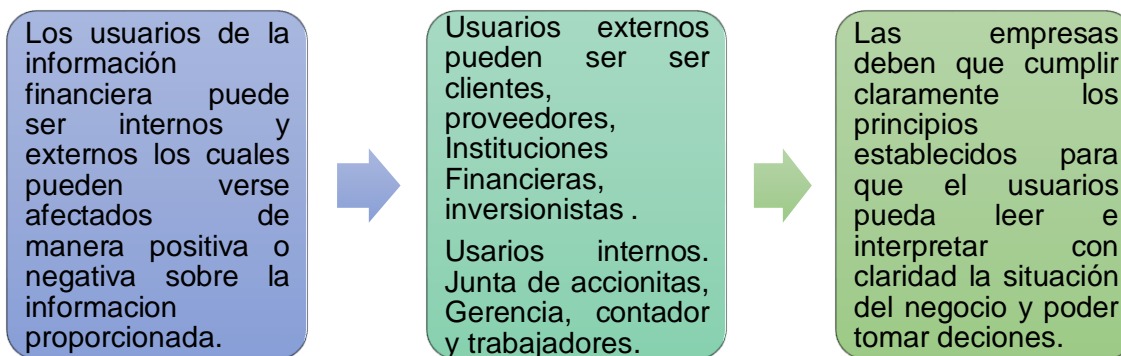 Los usuarios de la
información
financiera puede
ser internos y
externos los cuales
pueden verse
afectados de
manera positiva o
negativa sobre la
informacion
proporcionada.
Usuarios externos
pueden ser ser
clientes,
proveedores,
Instituciones
Financieras,
inversionistas .
Usarios internos.
Junta de accionitas,
Gerencia, contador
y trabajadores.
Las empresas
deben que cumplir
claramente los
principios
establecidos para
que el usuarios
pueda leer e
interpretar con
claridad la situación
del negocio y poder
tomar deciones.